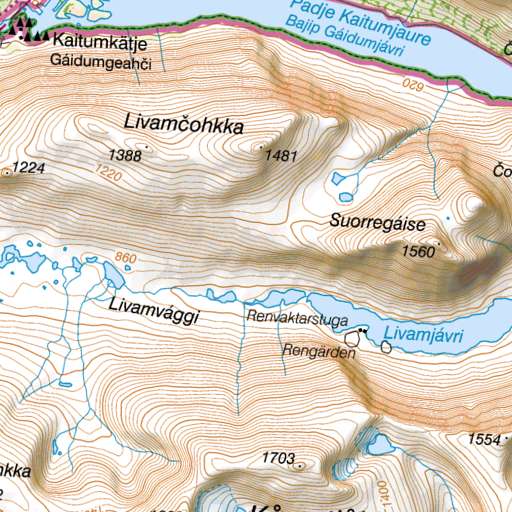 Padje Kaitumjaure
Bajip Gáidumjávri
Kaitumkåtje
Gáidumgeahči
620
Livamčohkka
1388
1481
1224
1220
Suorregáise
1560
860
Livamvággi
Renvaktarstuga
Livamjávri
Rengärden
1554
1703
1400